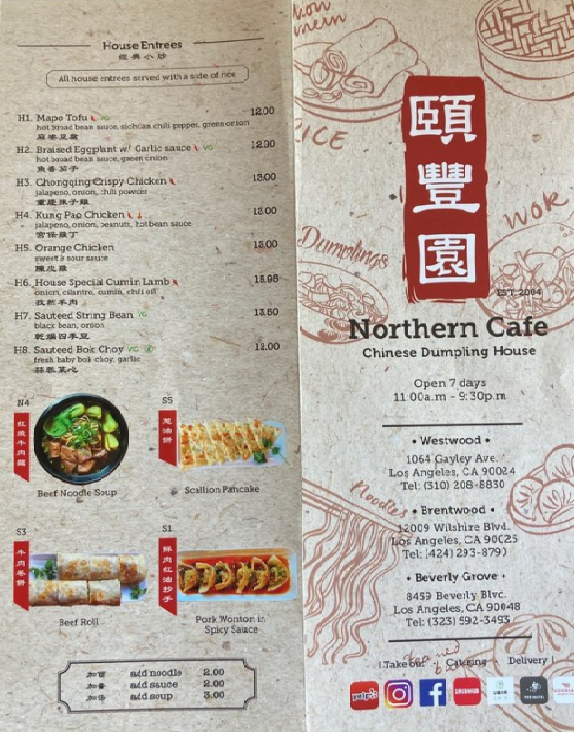 House Entrees
經典小炒
All house entrees served with a side of rice
H1. Mapo Tofu VG 12.00
hot broad bean sauce, sichuan chili pepper, green onion
麻婆豆腐
H2. Braised Eggplant w/ Garlic sauce VG 12.00
hot broad bean sauce, green onion
魚香茄子
H3. Chongqing Crispy Chicken 13.00
jalapeno, onion, chili powder
重慶辣子雞
H4. Kung Pao Chicken 13.00
jalapeno, onion, peanuts, hot bean sauce
宮保雞丁
H5. Orange Chicken 13.00
sweet & sour sauce
陳皮雞
H6. House Special Cumin Lamb 15.95
onion, cilantro, cumin, chili oil
孜然羊肉
H7. Sauteed String Bean VG 13.50
black bean, onion
乾煸四季豆
H8. Sauteed Bok Choy VG 12.00
fresh baby bok choy, garlic
蒜蓉菜心
N4
红烧牛肉麵
Beef Noodle Soup
S5
葱油餅
Scallion Pancake
S3
牛肉卷餅
Beef Roll
S1
鲜肉红油抄手
Pork Wonton in
Spicy Sauce
加面 add noodle 2.00
加醬 add sauce 2.00
加汤 add soup 3.00
RICE
Dumplings
Wok
Noodles
頤豐園
EST. 2004
Northern Cafe
Chinese Dumpling House
Open 7 days
11:00a.m - 9:30p.m
• Westwood •
1064 Gayley Ave.
Los Angeles, CA 90024
Tel: (310) 208-8830
• Brentwood •
12009 Wilshire Blvd.
Los Angeles, CA 90025
Tel: (424) 293-8790
• Beverly Grove •
8459 Beverly Blvd.
Los Angeles, CA 90048
Tel: (323) 592-3495
| Take out · Catering · Delivery |
yelp